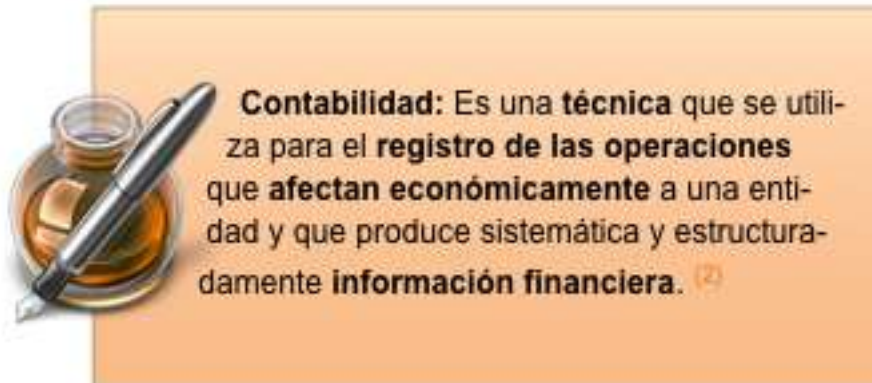 Contabilidad: Es una técnica que se utili-
za para el registro de las operaciones
que afectan económicamente a una enti-
dad y que produce sistemática y estructura-
damente información financiera. (2)